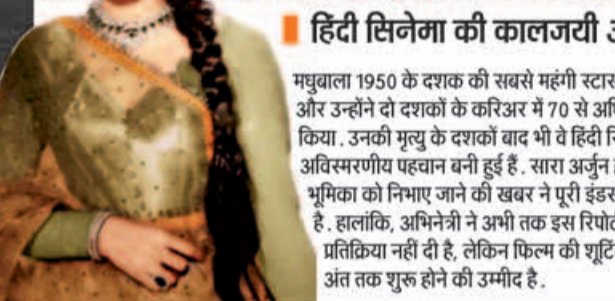 हिंदी सिनेमा की कालजयी
मधुबाला 1950 के दशक की सबसे महंगी स्टार
और उन्होंने दो दशकों के करिअर में 70 से
किया. उनकी मृत्यु के दशकों बाद भी वे हिंदी
अविस्मरणीय पहचान बनी हुई हैं. सारा अर्जुन
भूमिका को निभाए जाने की खबर ने पूरी
है. हालांकि, अभिनेत्री ने अभी तक इस
प्रतिक्रिया नहीं दी है, लेकिन फिल्म की
अंत तक शुरू होने की उम्मीद है.